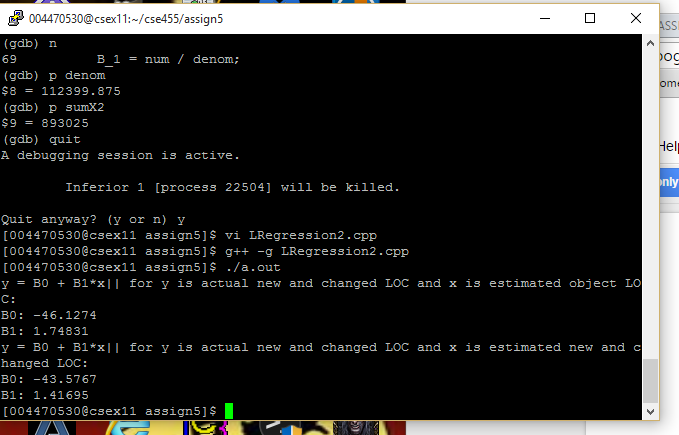 004470530@csex11:~/cse455/assign5
(gdb) n
69          B_1 = num / denom;
(gdb) p denom
$8 = 112399.875
(gdb) p sumX2
$9 = 893025
(gdb) quit
A debugging session is active.
        Inferior 1 [process 22504] will be killed.
Quit anyway? (y or n) y
[004470530@csex11 assign5]$ vi LRegression2.cpp
[004470530@csex11 assign5]$ g++ -g LRegression2.cpp
[004470530@csex11 assign5]$ ./a.out
y = B0 + B1*x|| for y is actual new and changed LOC and x is estimated object LO
C:
B0: -46.1274
B1: 1.74831
y = B0 + B1*x|| for y is actual new and changed LOC and x is estimated new and c
hanged LOC:
B0: -43.5767
B1: 1.41695
[004470530@csex11 assign5]$
Help
only